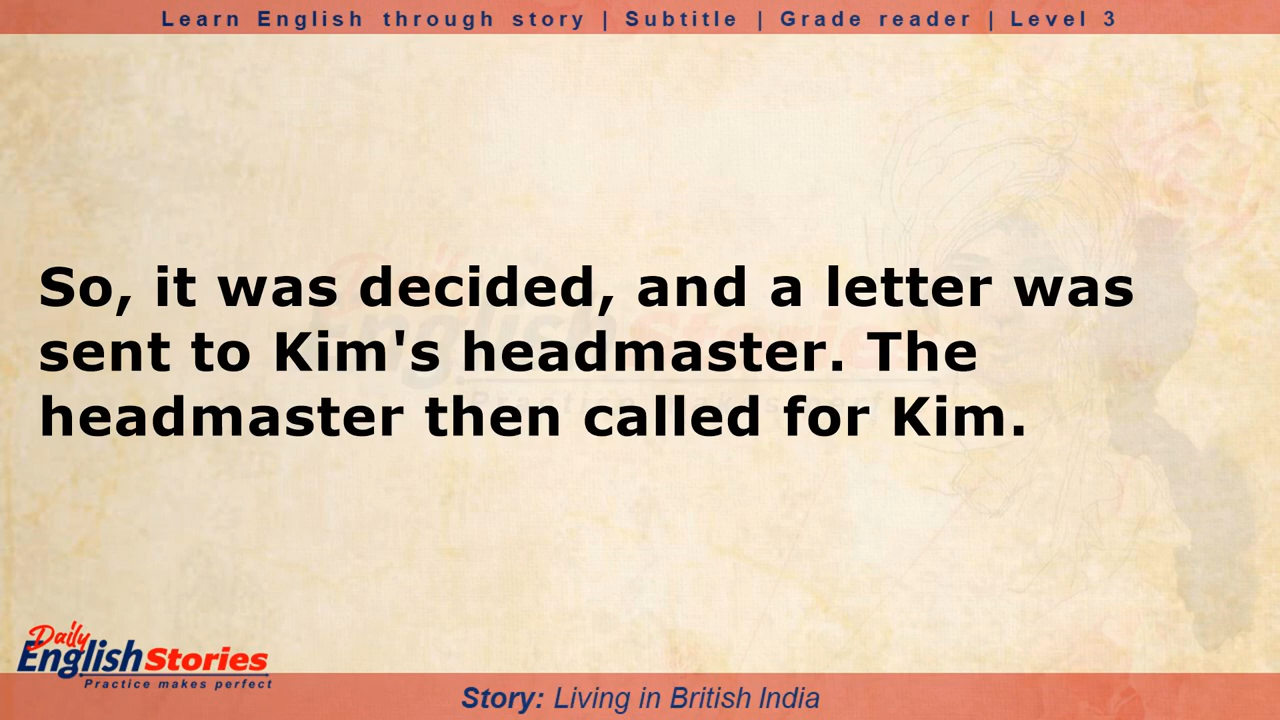 Learn English through story | Subtitle | Grade reader | Level 3
So, it was decided, and a letter was
sent to Kim's headmaster. The
headmaster then called for Kim.
Daily
English Stories
Practice makes perfect
Story: Living in British India